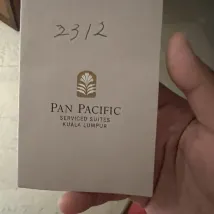 2312
PAN PACIFIC
SERVICED SUITES
KUALA LUMPUR